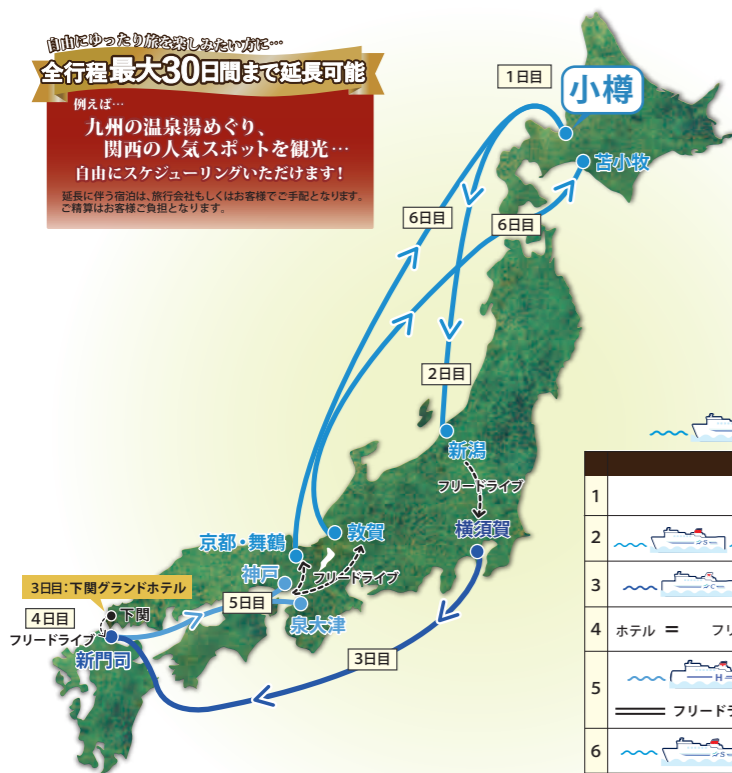 自由にゆったり旅を楽しみたい方に…
全行程最大30日間まで延長可能
例えば…
九州の温泉湯めぐり、
関西の人気スポットを観光…
自由にスケジューリングいただけます！
延長に伴う宿泊は、旅行会社もしくはお客様でご手配となります。
ご精算はお客様ご負担となります。
1日目
小樽
苫小牧
6日目
6日目
2日目
新潟
フリードライブ
横須賀
敦賀
京都・舞鶴
神戸
フリードライブ
泉大津
5日目
3日目：下関グランドホテル
4日目
下関
フリードライブ
新門司
3日目
1
2
S
3
C
4 ホテル ＝ フリ
5
H
フリードラ
6
S